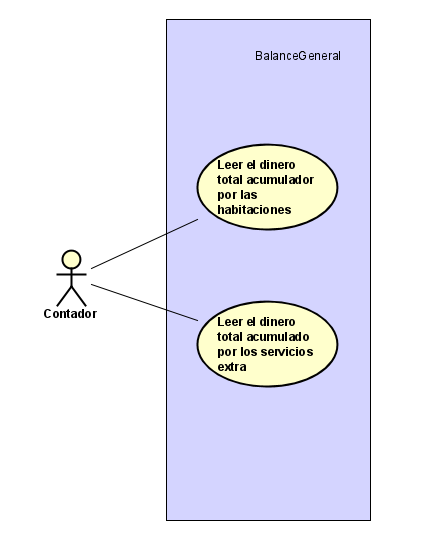 BalanceGeneral
Leer el dinero
total acumulador
por las
habitaciones
Contador
Leer el dinero
total acumulado
por los servicios
extra